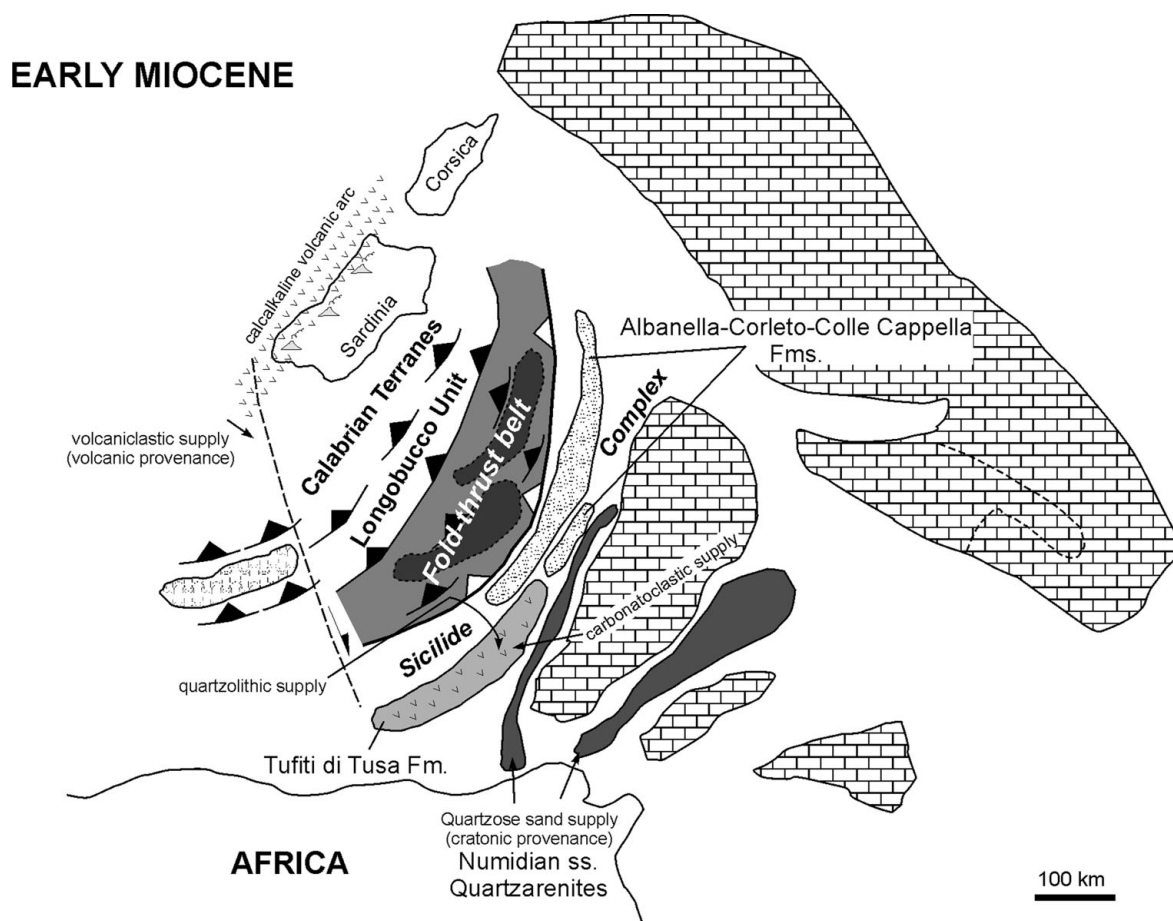 EARLY MIOCENE
Corsica
calcalkaline volcanic arc
Sardinia
Albanella-Corleto-Colle Cappella
Fms.
Calabrian Terranes
Longobucco Unit
Fold-thrust belt
Complex
volcaniclastic supply
(volcanic provenance)
carbonatoclastic supply
Sicilide
quartzolithic supply
Tufiti di Tusa Fm.
Quartzose sand supply
(cratonic provenance)
Numidian ss.
Quartzarenites
AFRICA
100 km